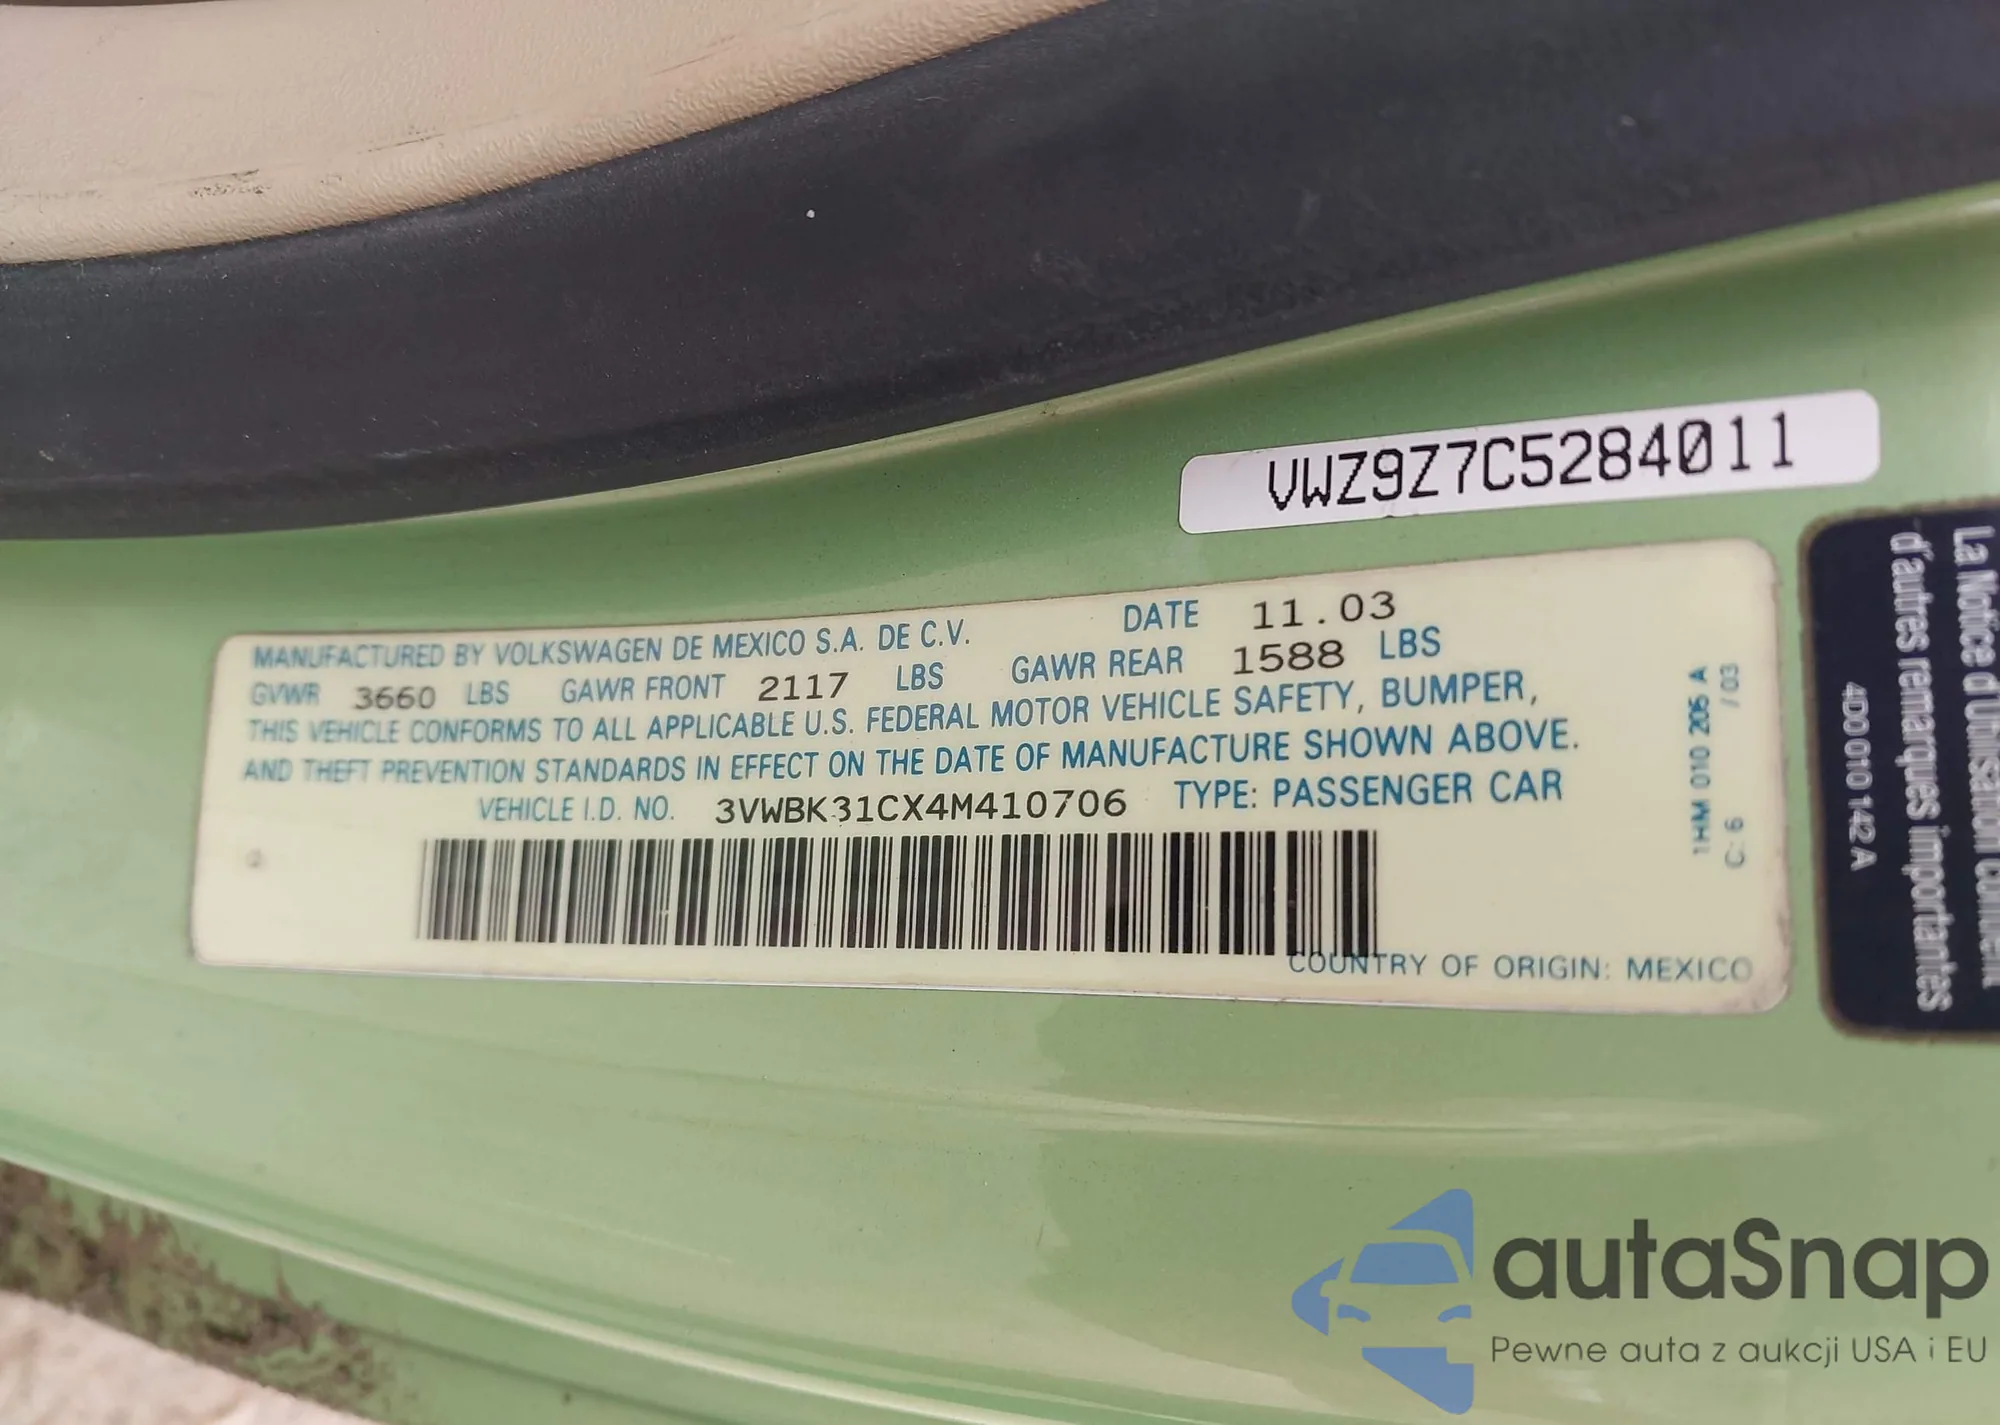 VWZ9Z7C5284011
MANUFACTURED BY VOLKSWAGEN DE MEXICO S.A. DE C.V. DATE 11.03
GVWR 3660 LBS GAWR FRONT 2117 LBS GAWR REAR 1588 LBS
THIS VEHICLE CONFORMS TO ALL APPLICABLE U.S. FEDERAL MOTOR VEHICLE SAFETY, BUMPER,
AND THEFT PREVENTION STANDARDS IN EFFECT ON THE DATE OF MANUFACTURE SHOWN ABOVE.
VEHICLE I.D. NO. 3VWBK31CX4M410706 TYPE: PASSENGER CAR
COUNTRY OF ORIGIN: MEXICO
1HM 010 205 A
C: 6 / 03
La Notice d'Utilisation contient
d'autres remarques importantes
4D0010142A
autaSnap
Pewne auta z aukcji USA i EU